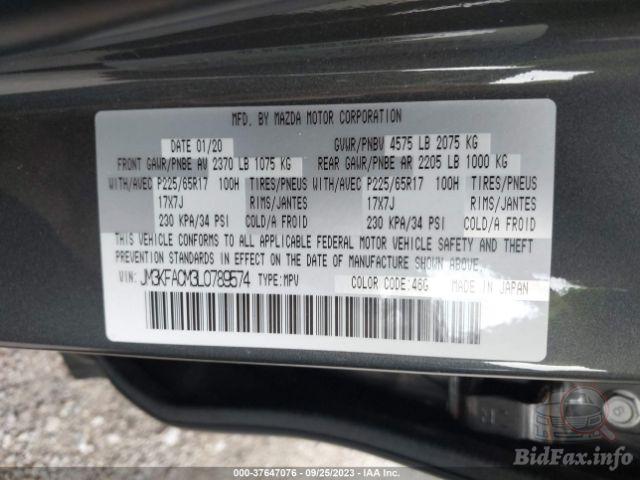 MFD. BY MAZDA MOTOR CORPORATION
DATE 01/20 GVWR/PNBV 4575 LB 2075 KG
FRONT GAWR/PNBE AV 2370 LB 1075 KG REAR GAWR/PNBE AR 2205 LB 1000 KG
WITH/AVEC P225/65R17 100H TIRES/PNEUS WITH/AVEC P225/65R17 100H TIRES/PNEUS
17X7J RIMS/JANTES 17X7J RIMS/JANTES
230 KPA/34 PSI COLD/A FROID 230 KPA/34 PSI COLD/A FROID
THIS VEHICLE CONFORMS TO ALL APPLICABLE FEDERAL MOTOR VEHICLE SAFETY AND THEFT
PREVENTION STANDARDS IN EFFECT ON THE DATE OF MANUFACTURE SHOWN ABOVE.
VIN: JM3KFACM3L0789574 TYPE:MPV COLOR CODE:46G MADE IN JAPAN
000-37647076 - 09/25/2023 - IAA Inc.
BidFax.info